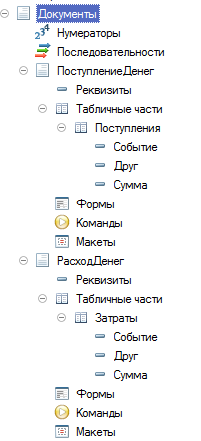 Документы
Нумераторы
Последовательности
ПоступлениеДенег
Реквизиты
Табличные части
Поступления
Событие
Друг
Сумма
Формы
Команды
Макеты
РасходДенег
Реквизиты
Табличные части
Затраты
Событие
Друг
Сумма
Формы
Команды
Макеты